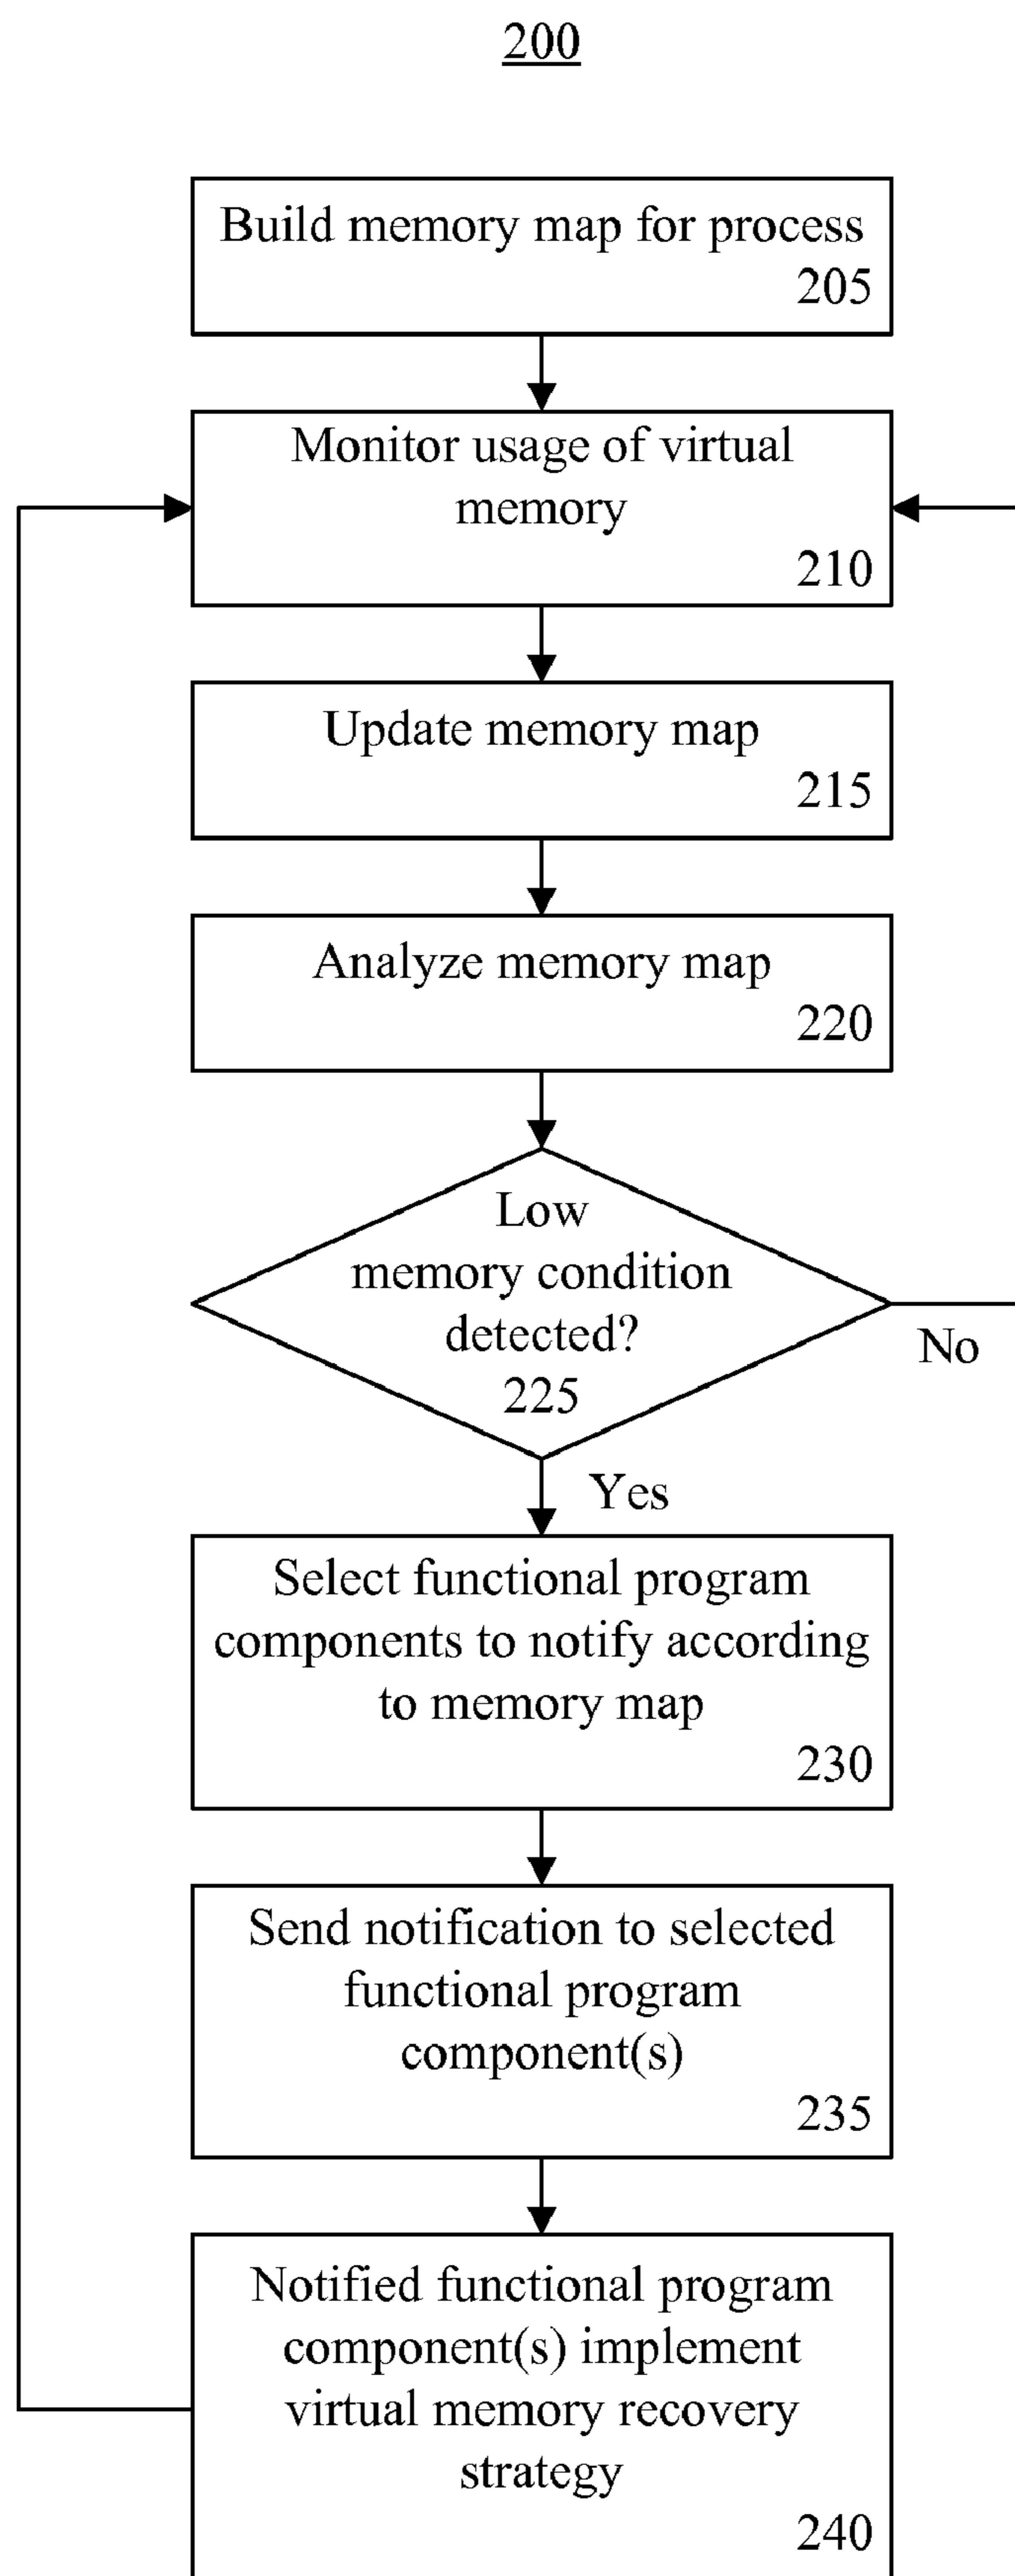 200
Build memory map for process
205
Monitor usage of virtual
memory
210
Update memory map
215
Analyze memory map
220
Low
memory condition
detected?
225
No
Yes
Select functional program
components to notify according
to memory map
230
Send notification to selected
functional program
component(s)
235
Notified functional program
component(s) implement
virtual memory recovery
strategy
240